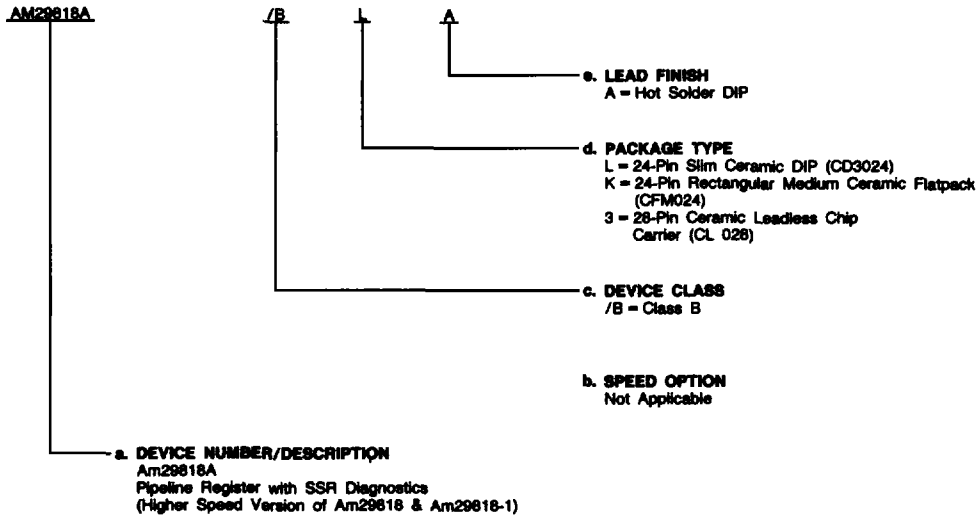 AM29818A /B L A
e. LEAD FINISH
A = Hot Solder DIP
d. PACKAGE TYPE
L = 24-Pin Slim Ceramic DIP (CD3024)
K = 24-Pin Rectangular Medium Ceramic Flatpack
(CFM024)
3 = 28-Pin Ceramic Leadless Chip
Carrier (CL 028)
c. DEVICE CLASS
/B = Class B
b. SPEED OPTION
Not Applicable
a. DEVICE NUMBER/DESCRIPTION
Am29818A
Pipeline Register with SSR Diagnostics
(Higher Speed Version of Am29818 & Am29818-1)